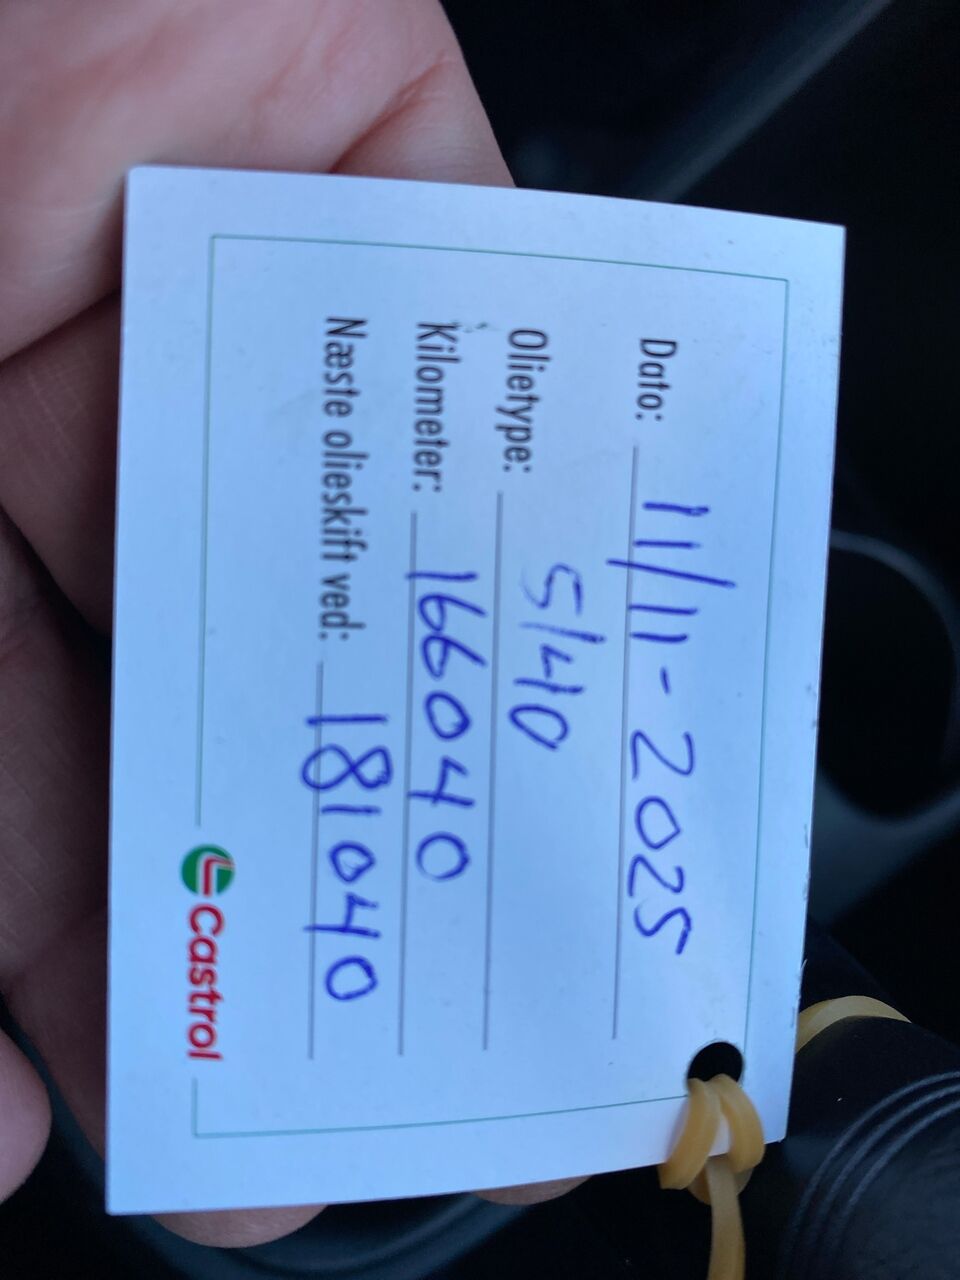 Dato: 11/11-2025
Olietype: 5/40
Kilometer: 166040
Næste olieskift ved: 181040
Castrol